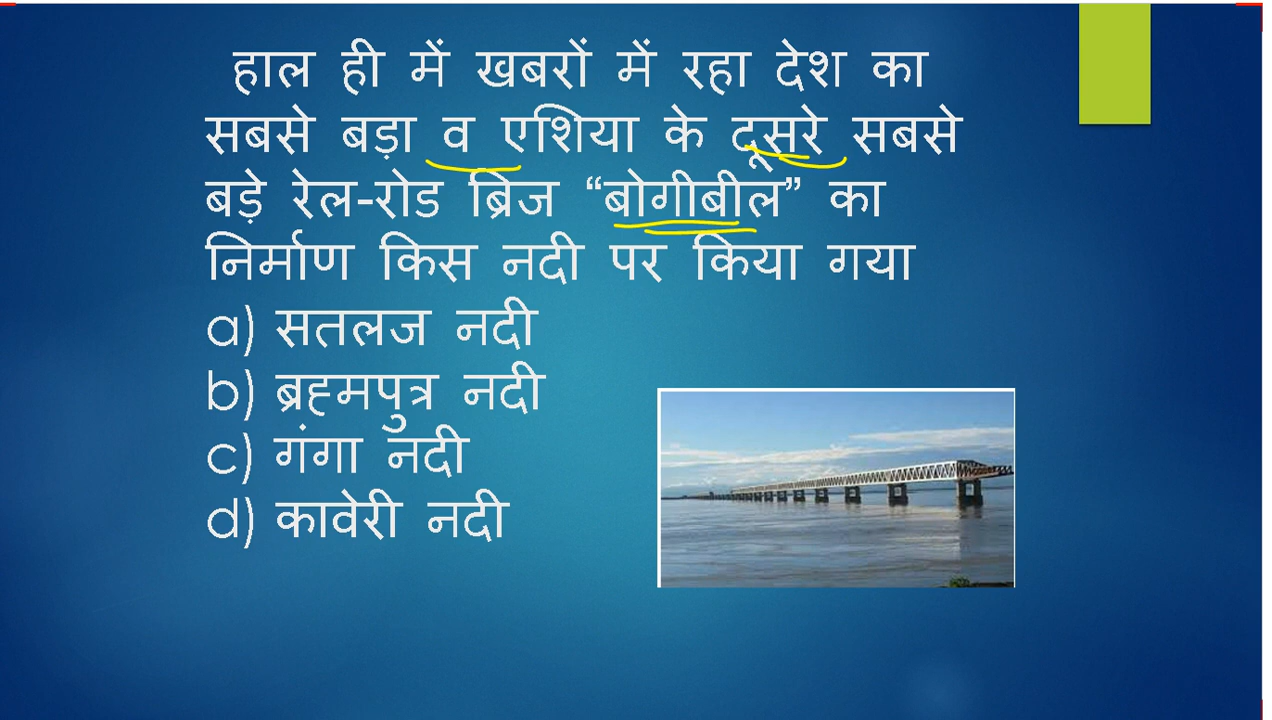 हाल ही में खबरों में रहा देश का
सबसे बड़ा व एशिया के दूसरे सबसे
बड़े रेल-रोड ब्रिज “बोगीबील” का
निर्माण किस नदी पर किया गया
a) सतलज नदी
b) ब्रह्मपुत्र नदी
c) गंगा नदी
d) कावेरी नदी